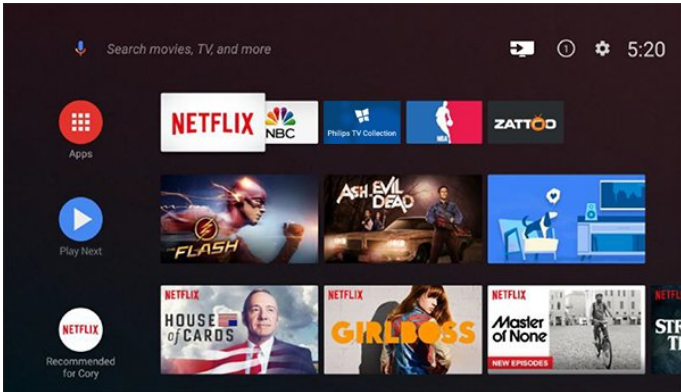 Search movies, TV, and more
1
5:20
Apps
NETFLIX
NBC
Philips TV Collection
NBA
ZATTOO
Play Next
THE
FLASH
ASH vs EVIL
DEAD
NETFLIX
Recommended
for Cory
NETFLIX
HOUSE
of CARDS
NETFLIX
GIRLBOSS
NETFLIX
Master
of None
NEW EPISODES